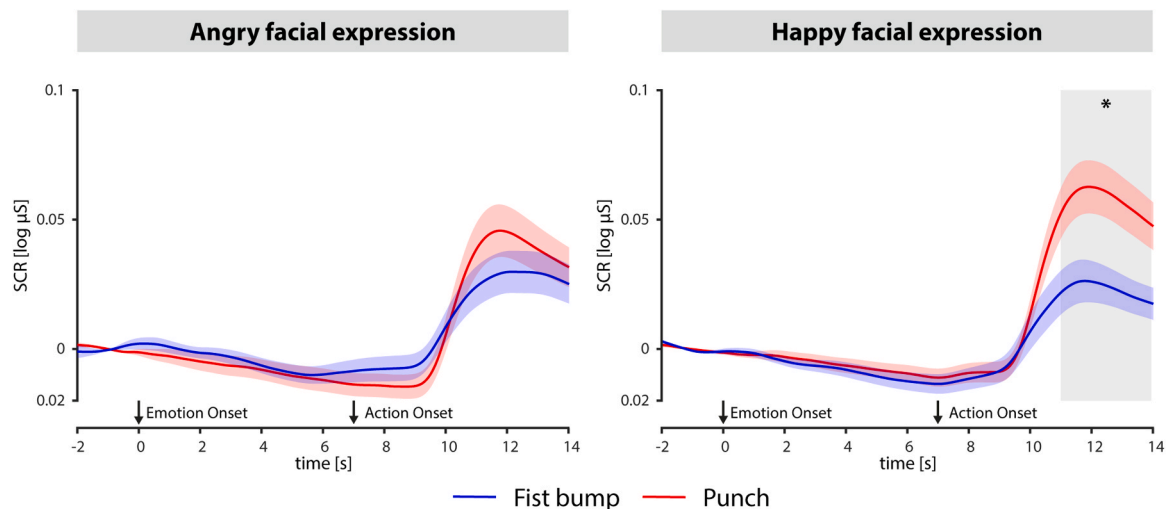 Angry facial expression
Happy facial expression
0.1
0.05
0
0.02
SCR [log µS]
Emotion Onset
Action Onset
-2 0 2 4 6 8 10 12 14
time [s]
0.1
0.05
0
0.02
SCR [log µS]
*
Emotion Onset
Action Onset
-2 0 2 4 6 8 10 12 14
time [s]
Fist bump Punch